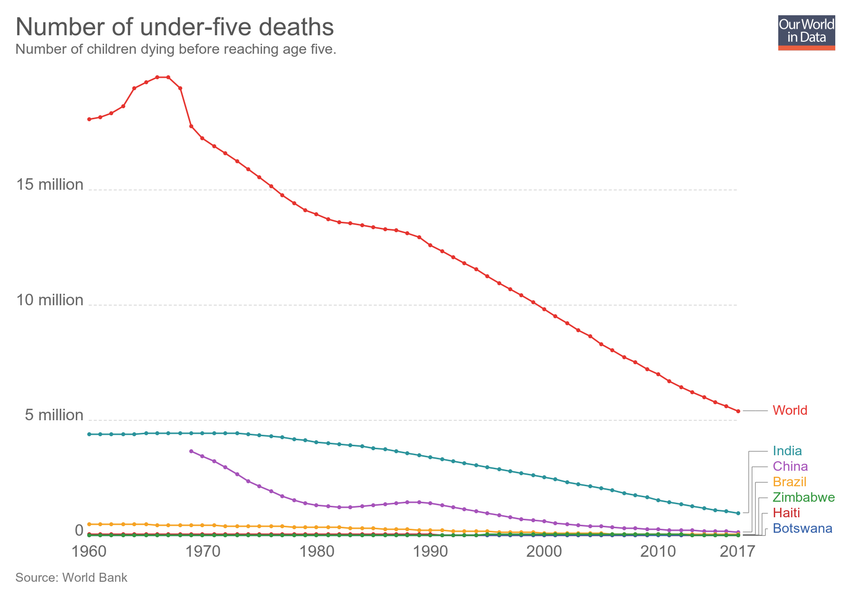 Number of under-five deaths
Number of children dying before reaching age five.
Our World
in Data
15 million
10 million
5 million
0
1960
1970
1980
1990
2000
2010
2017
World
India
China
Brazil
Zimbabwe
Haiti
Botswana
Source: World Bank